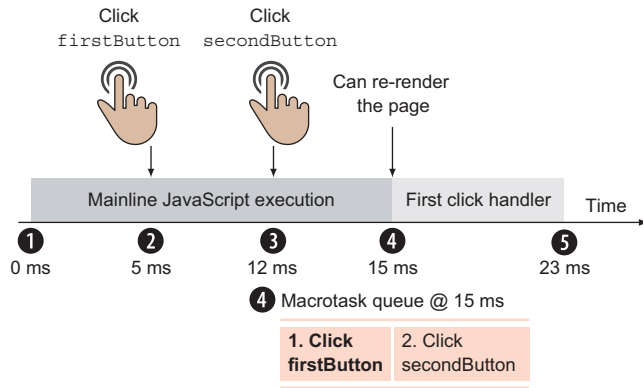 Click
firstButton
Click
secondButton
Can re-render
the page
Mainline JavaScript execution
First click handler
Time
1
2
3
4
5
0 ms
5 ms
12 ms
15 ms
23 ms
4 Macrotask queue @ 15 ms
1. Click
firstButton
2. Click
secondButton